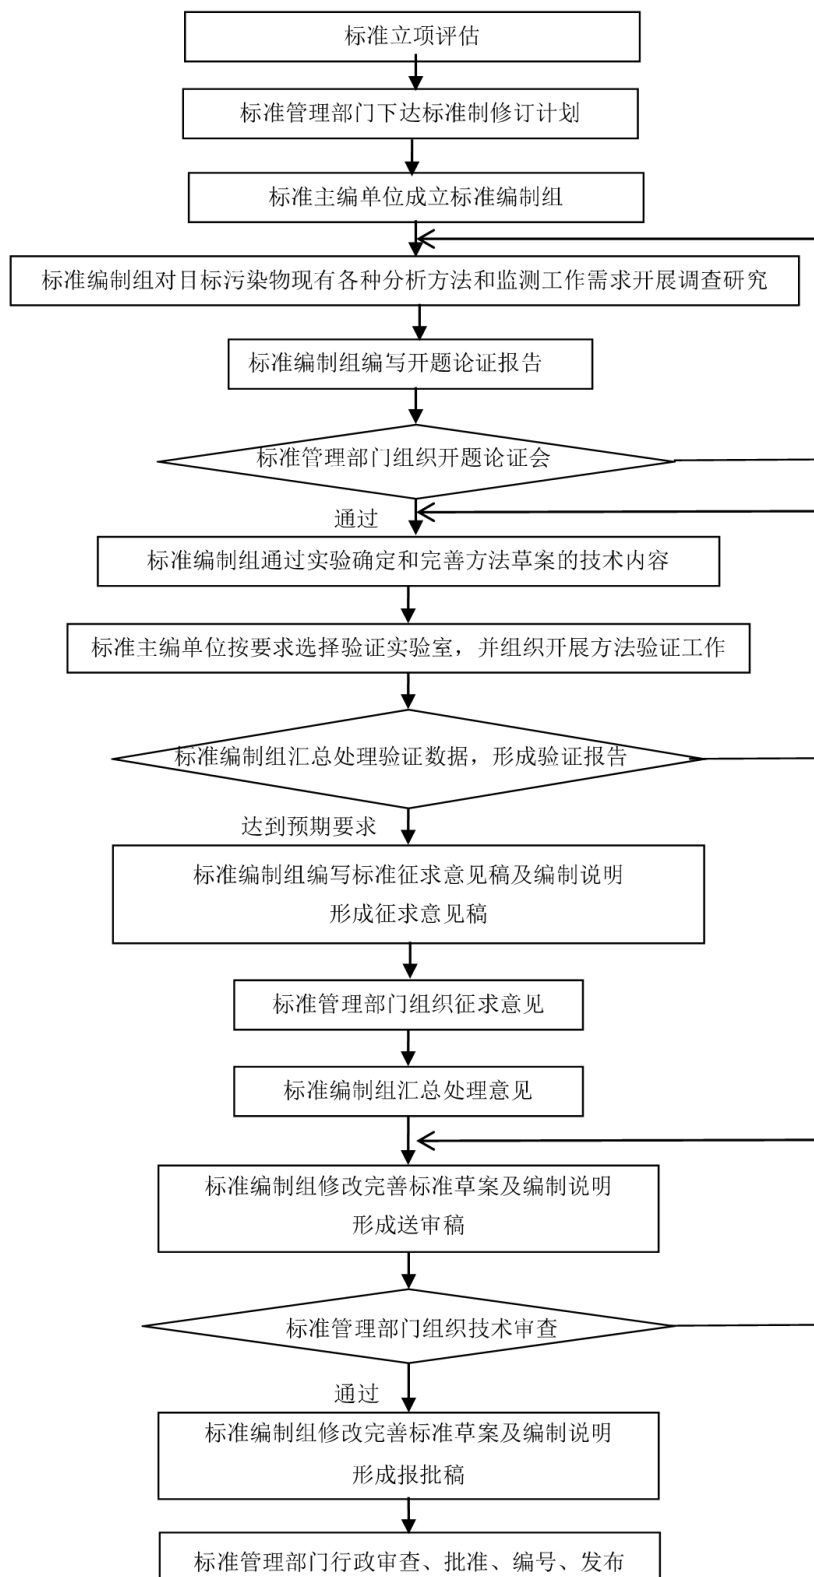 标准立项评估
标准管理部门下达标准制修订计划
标准主编单位成立标准编制组
标准编制组对目标污染物现有各种分析方法和监测工作需求开展调查研究
标准编制组编写开题论证报告
标准管理部门组织开题论证会
通过
标准编制组通过实验确定和完善方法草案的技术内容
标准主编单位按要求选择验证实验室，并组织开展方法验证工作
标准编制组汇总处理验证数据，形成验证报告
达到预期要求
标准编制组编写标准征求意见稿及编制说明
形成征求意见稿
标准管理部门组织征求意见
标准编制组汇总处理意见
标准编制组修改完善标准草案及编制说明
形成送审稿
标准管理部门组织技术审查
通过
标准编制组修改完善标准草案及编制说明
形成报批稿
标准管理部门行政审查、批准、编号、发布